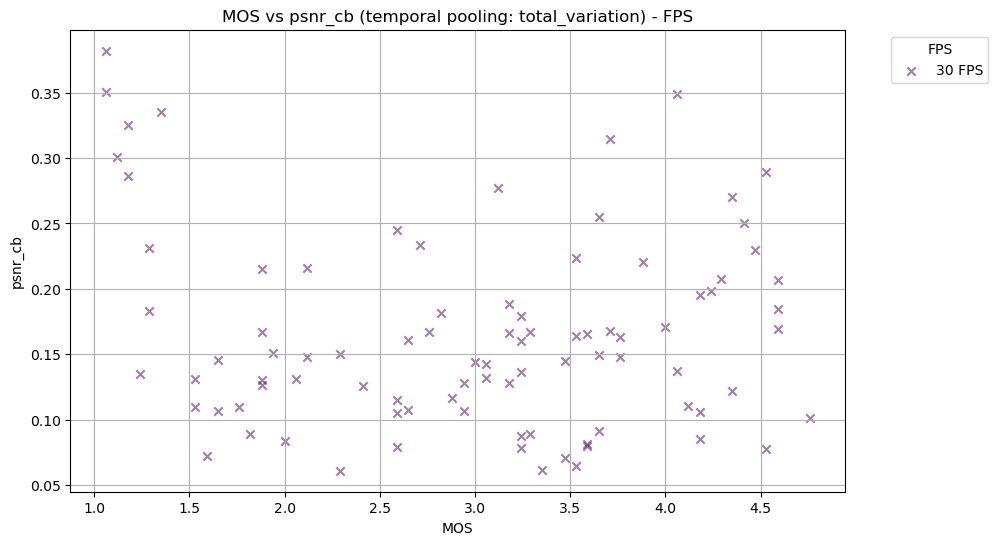 MOS vs psnr_cb (temporal pooling: total_variation) - FPS
FPS
30 FPS
0.35
0.30
0.25
0.20
0.15
0.10
0.05
psnr_cb
1.0 1.5 2.0 2.5 3.0 3.5 4.0 4.5
MOS